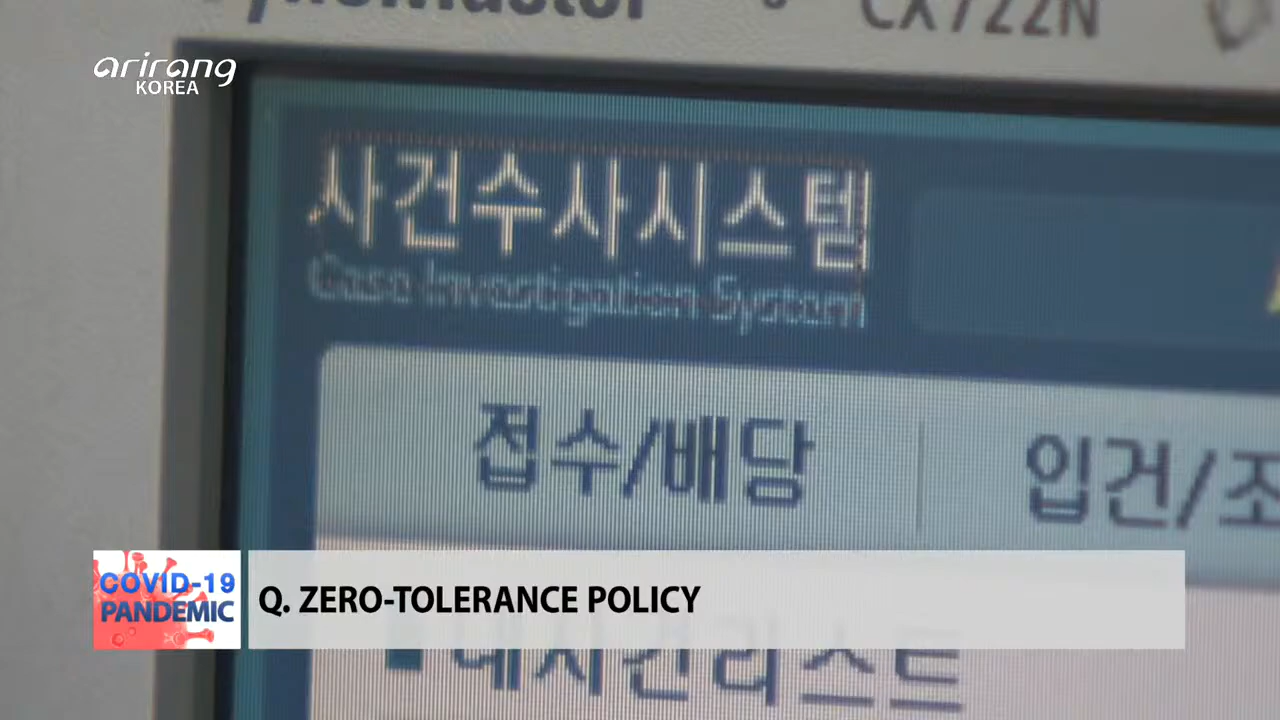 CX722N
arirang
KOREA
사건수사시스템
Case Investigation System
접수/배당
입건/조
COVID-19
PANDEMIC
Q. ZERO-TOLERANCE POLICY